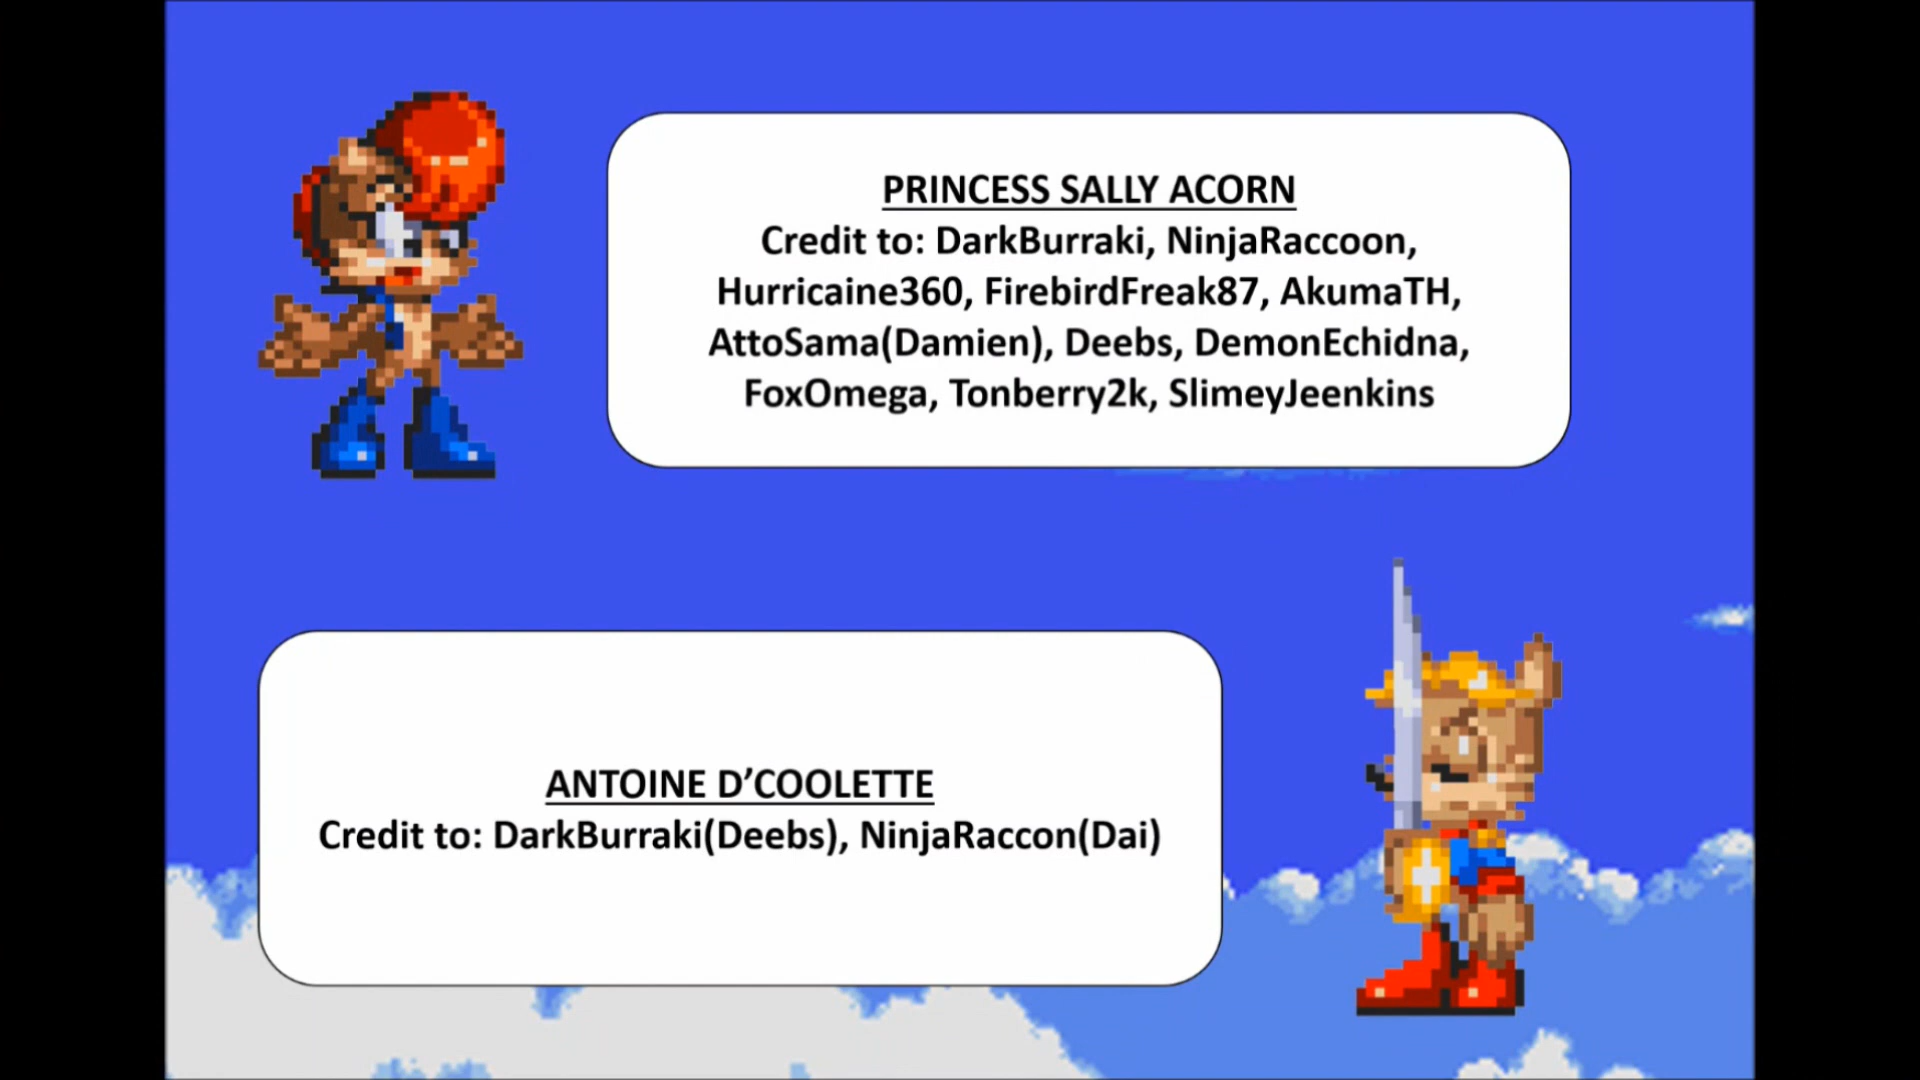 PRINCESS SALLY ACORN
Credit to: DarkBurraki, NinjaRaccoon,
Hurricaine360, FirebirdFreak87, AkumaTH,
AttoSama(Damien), Deebs, DemonEchidna,
FoxOmega, Tonberry2k, SlimeyJeenkins
ANTOINE D’COOLETTE
Credit to: DarkBurraki(Deebs), NinjaRaccon(Dai)